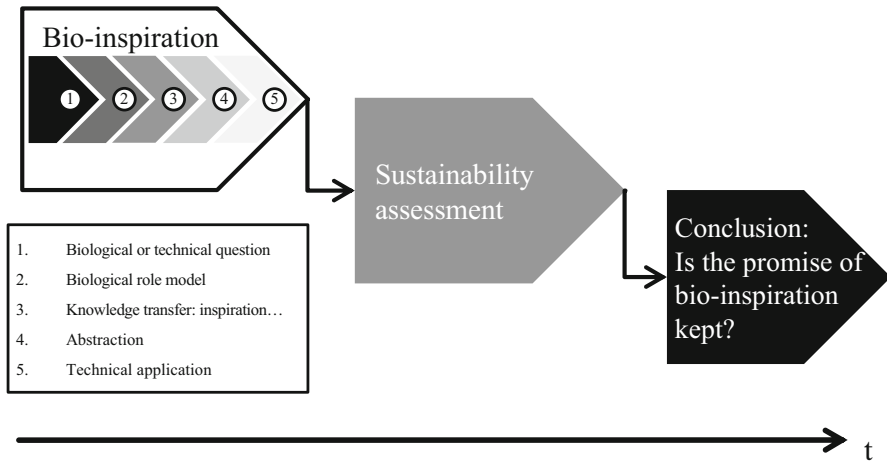 Bio-inspiration
1 2 3 4 5
Sustainability
assessment
Conclusion:
Is the promise of
bio-inspiration
kept?
1. Biological or technical question
2. Biological role model
3. Knowledge transfer: inspiration…
4. Abstraction
5. Technical application
t